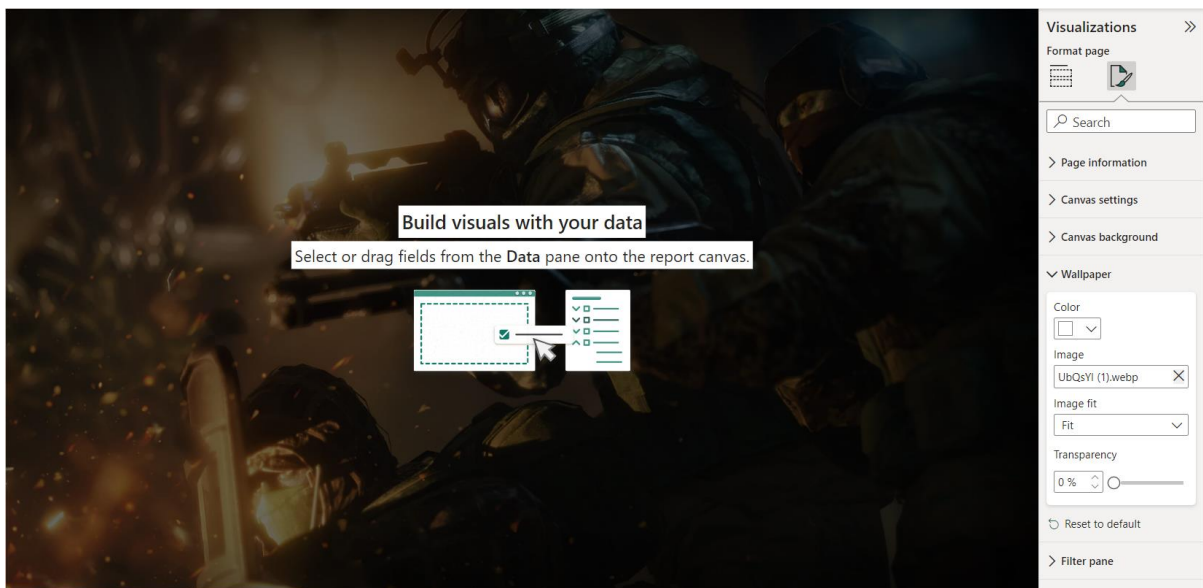 Visualizations
Format page
Search
Page information
Canvas settings
Canvas background
Wallpaper
Color
Image
UbQsYl (1).webp
Image fit
Fit
Transparency
0 %
Reset to default
Filter pane
Build visuals with your data
Select or drag fields from the Data pane onto the report canvas.